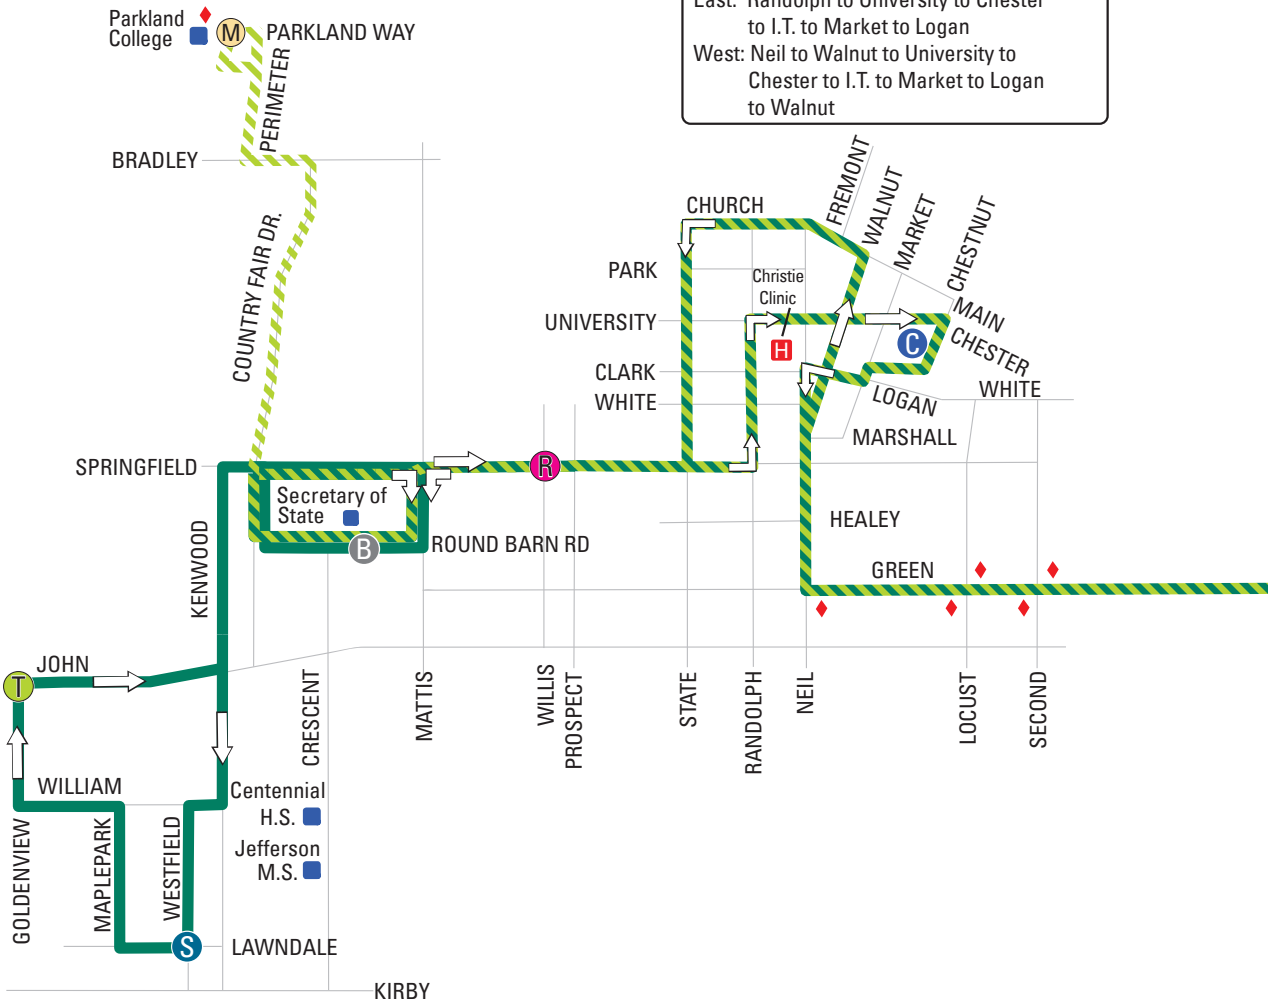 East: Randolph to University to Chester
to I.T. to Market to Logan
West: Neil to Walnut to University to
Chester to I.T. to Market to Logan
to Walnut
Parkland
College
M
PARKLAND WAY
PERIMETER
BRADLEY
COUNTRY FAIR DR.
FREMONT
WALNUT
MARKET
CHESTNUT
CHURCH
PARK
Christie
Clinic
UNIVERSITY
H
C
MAIN
CHESTER
CLARK
WHITE
LOGAN
WHITE
MARSHALL
SPRINGFIELD
R
Secretary of
State
B
ROUND BARN RD
HEALEY
KENWOOD
GREEN
JOHN
T
CRESCENT
MATTIS
WILLIS
PROSPECT
STATE
RANDOLPH
NEIL
LOCUST
SECOND
WILLIAM
Centennial
H.S.
Jefferson
M.S.
GOLDENVIEW
MAPLEPARK
WESTFIELD
S
LAWNDALE
KIRBY